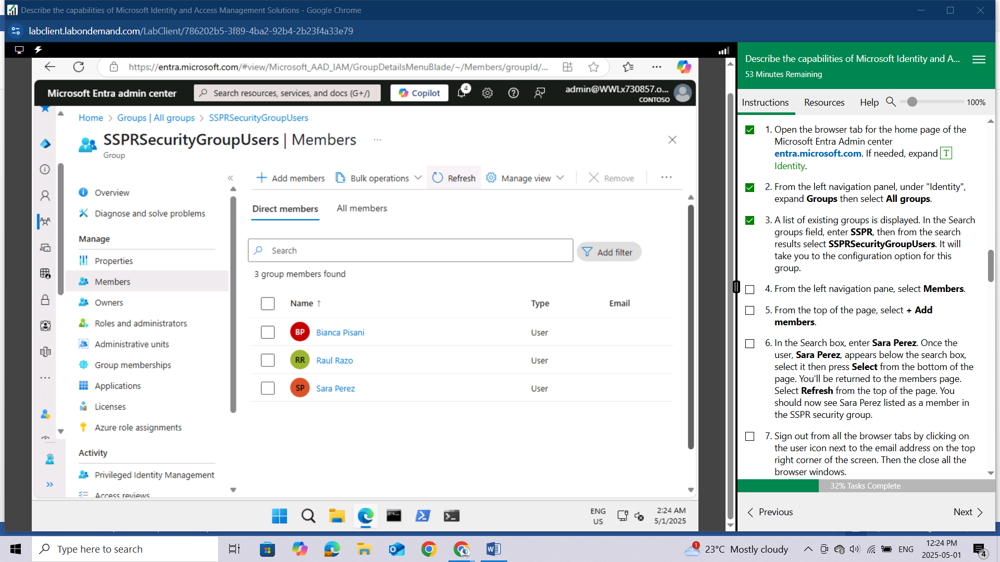 Describe the capabilities of Microsoft Identity and Access Management Solutions - Google Chrome
labclient.labondemand.com/LabClient/786202b5-3f89-4ba2-92b4-2b23f4a33e79
https://entra.microsoft.com/#view/Microsoft_AAD_IAM/GroupDetailsMenuBlade/~/Members/groupId/...
Microsoft Entra admin center
Search resources, services, and docs (G+/)
Copilot
4
admin@WWLx730857.o...
CONTOSO
Home > Groups | All groups > SSPRSecurityGroupUsers
SSPRSecurityGroupUsers | Members ...
Group
Overview
Diagnose and solve problems
Manage
Properties
Members
Owners
Roles and administrators
Administrative units
Group memberships
Applications
Licenses
Azure role assignments
Activity
Privileged Identity Management
Access reviews
Add members
Bulk operations
Refresh
Manage view
Remove
...
Direct members
All members
Search
Add filter
3 group members found
Name ↑ Type Email
BP Bianca Pisani User
RR Raul Razo User
SP Sara Perez User
ENG
US
2:24 AM
5/1/2025
Describe the capabilities of Microsoft Identity and A...
53 Minutes Remaining
Instructions Resources Help 100%
1. Open the browser tab for the home page of the
Microsoft Entra Admin center
entra.microsoft.com. If needed, expand T
Identity.
2. From the left navigation panel, under "Identity",
expand Groups then select All groups.
3. A list of existing groups is displayed. In the Search
groups field, enter SSPR, then from the search
results select SSPRSecurityGroupUsers. It will
take you to the configuration option for this
group.
4. From the left navigation pane, select Members.
5. From the top of the page, select + Add
members.
6. In the Search box, enter Sara Perez. Once the
user, Sara Perez, appears below the search box,
select it then press Select from the bottom of the
page. You'll be returned to the members page.
Select Refresh from the top of the page. You
should now see Sara Perez listed as a member in
the SSPR security group.
7. Sign out from all the browser tabs by clicking on
the user icon next to the email address on the top
right corner of the screen. Then the close all the
browser windows.
32% Tasks Complete
Previous
Next
Type here to search
1
23°C Mostly cloudy
ENG
12:24 PM
2025-05-01
4